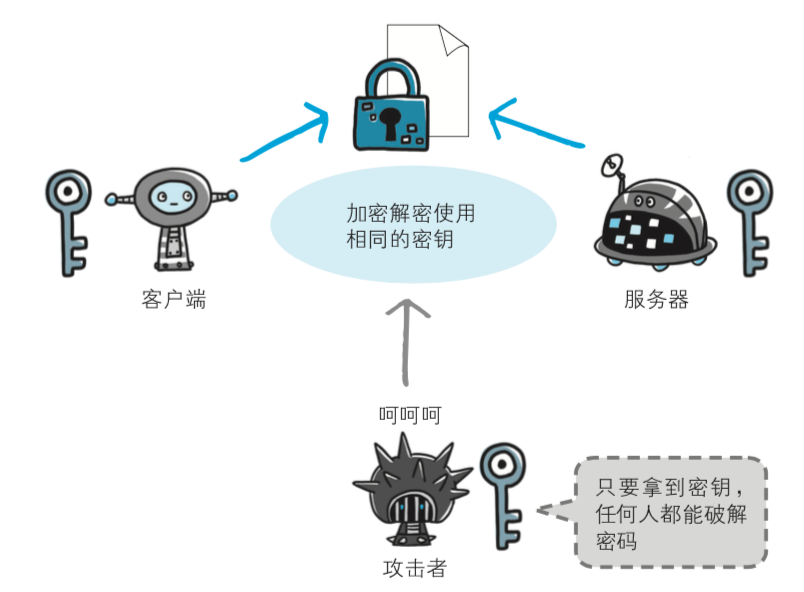 加密解密使用
相同的密钥
客户端
服务器
呵呵呵
只要拿到密钥，
任何人都能破解
密码
攻击者